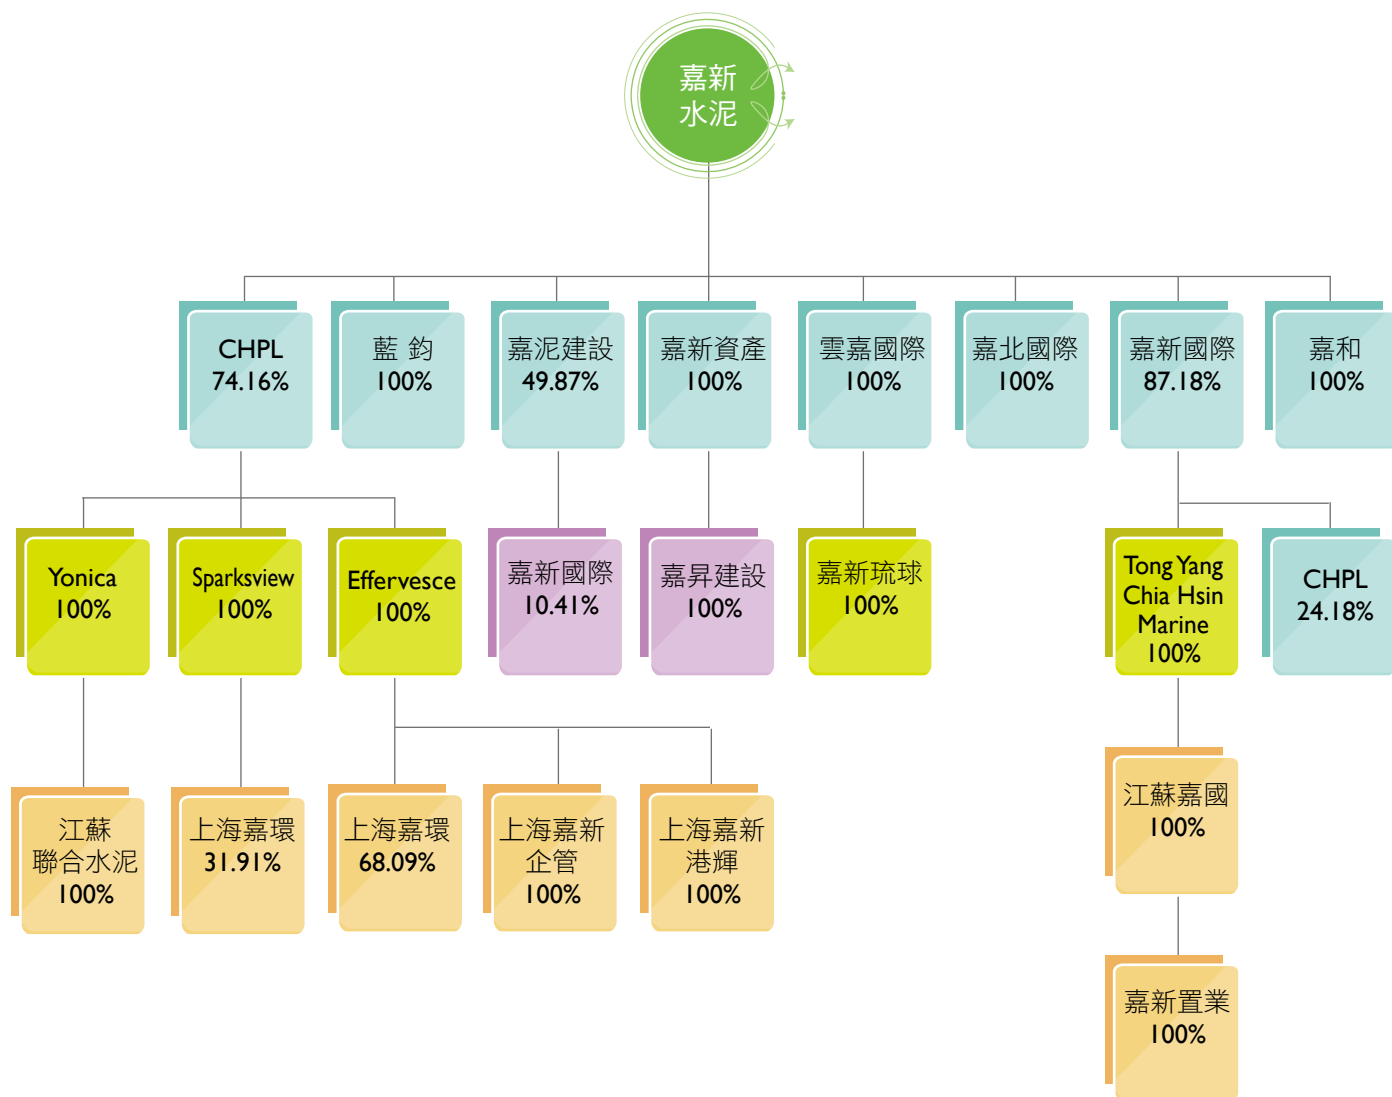 嘉新
水泥
CHPL
74.16%
藍 鈞
100%
嘉泥建設
49.87%
嘉新資產
100%
雲嘉國際
100%
嘉北國際
100%
嘉新國際
87.18%
嘉和
100%
Yonica
100%
Sparksview
100%
Effervesce
100%
嘉新國際
10.41%
嘉昇建設
100%
嘉新琉球
100%
Tong Yang
Chia Hsin
Marine
100%
CHPL
24.18%
江蘇
聯合水泥
100%
上海嘉環
31.91%
上海嘉環
68.09%
上海嘉新
企管
100%
上海嘉新
港輝
100%
江蘇嘉國
100%
嘉新置業
100%